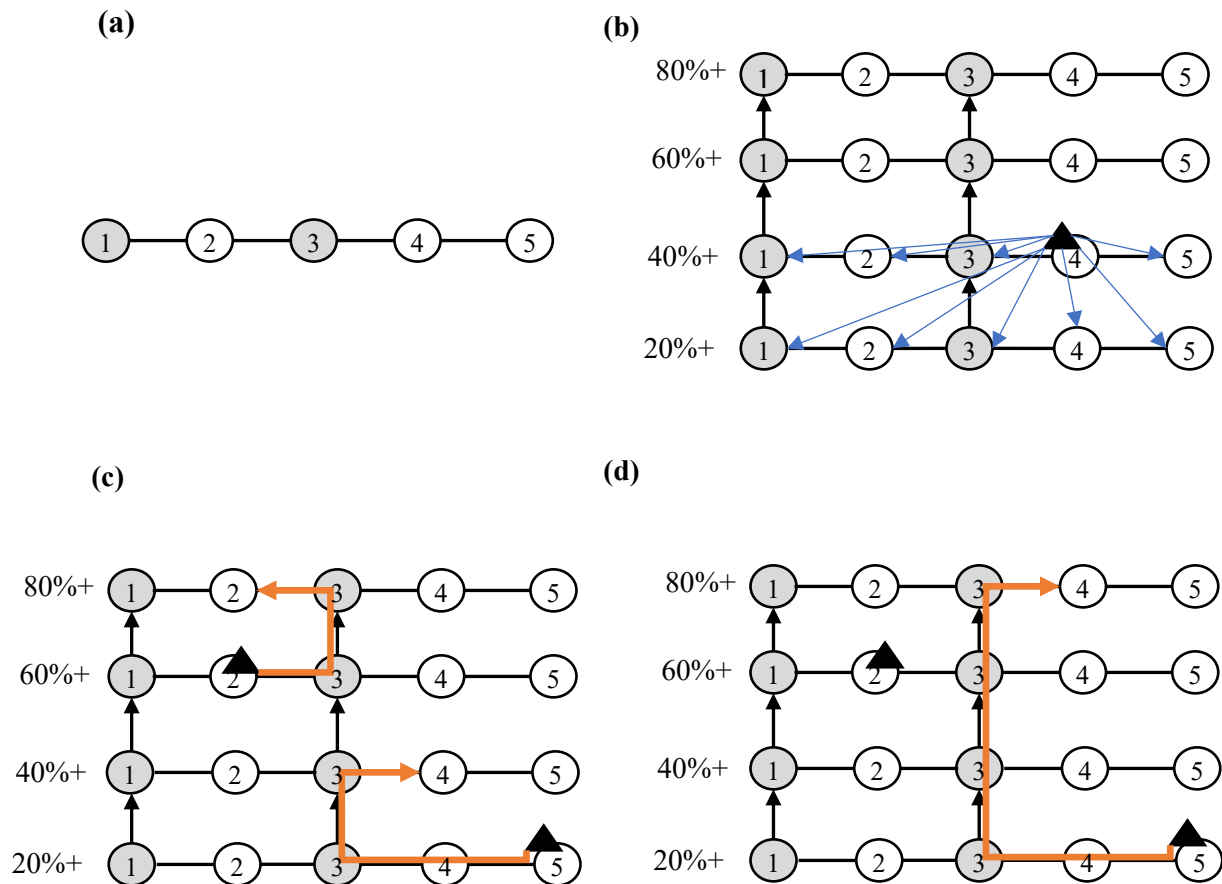 (a)
1 2 3 4 5
(b)
80%+ 1 2 3 4 5
60%+ 1 2 3 4 5
40%+ 1 2 3 4 5
20%+ 1 2 3 4 5
(c)
80%+ 1 2 3 4 5
60%+ 1 2 3 4 5
40%+ 1 2 3 4 5
20%+ 1 2 3 4 5
(d)
80%+ 1 2 3 4 5
60%+ 1 2 3 4 5
40%+ 1 2 3 4 5
20%+ 1 2 3 4 5